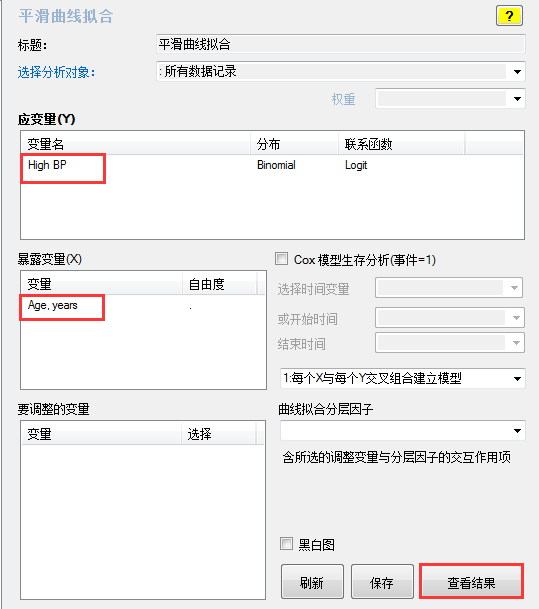 平滑曲线拟合
?
标题： 平滑曲线拟合
选择分析对象： : 所有数据记录
权重
应变量(Y)
变量名 分布 联系函数
High BP Binomial Logit
暴露变量(X)
变量 自由度
Age, years .
Cox 模型生存分析(事件=1)
选择时间变量
或开始时间
结束时间
1:每个X与每个Y交叉组合建立模型
要调整的变量
变量 选择
曲线拟合分层因子
含所选的调整变量与分层因子的交互作用项
黑白图
刷新 保存 查看结果